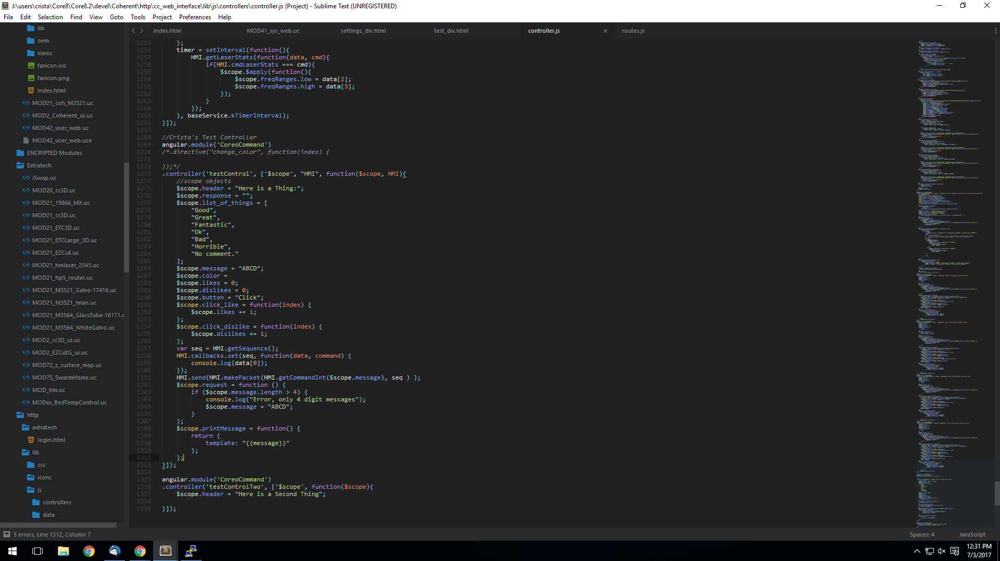 J:\users\crista\Core8\Core8.2\devel\Coherent\http\cc_web_interface\lib\js\controllers\controller.js (Project) - Sublime Text (UNREGISTERED)
File Edit Selection Find View Goto Tools Project Preferences Help
index.html MOD41_sys_web.uc settings_div.html test_div.html controller.js routes.js
lib
oem
views
favicon.ico
favicon.png
index.html
MOD21_coh_M3521.uc
MOD2_Coherent_ui.uc
MOD42_user_web.uc
MOD42_user_web.uce
ENCRYPTED Modules
Extratech
iSwap.uc
MOD20_cc3D.uc
MOD21_19866_MX.uc
MOD21_cc3D.uc
MOD21_ETC3D.uc
MOD21_ETCLarge_3D.uc
MOD21_EZCut.uc
MOD21_hmlaser_2545.uc
MOD21_hp5_router.uc
MOD21_M3521_Galvo-17416.uc
MOD21_M3521_Iman.uc
MOD21_M3564_GlassTube-16171.u
MOD21_M3564_WhiteGalvo.uc
MOD2_cc3D_ui.uc
MOD2_EZCutG_ui.uc
MOD72_z_surface_map.uc
MOD75_SwarmHome.uc
MOD_tim.uc
MODxx_BedTempControl.uc
http
extratech
login.html
lib
css
icons
js
controllers
data
1255 };
1256 timer = setInterval(function(){
1257 HMI.getLaserStats(function(data, cmd){
1258 if(HMI.cmdLaserStats === cmd){
1259 $scope.$apply(function(){
1260 $scope.freqRanges.low = data[2];
1261 $scope.freqRanges.high = data[3];
1262 });
1263 }
1264 });
1265 }, baseService.kTimerInterval);
1266 }]);
1267
1268 //Crista's Test Controller
1269 angular.module('CoreoCommand')
1270 /*.directive("change_color", function(index) {
1271
1272 });*/
1273 .controller('testControl', ['$scope', "HMI", function($scope, HMI){
1274 //scope objects
1275 $scope.header = "Here is a Thing:";
1276 $scope.response = "";
1277 $scope.list_of_things = [
1278 "Good",
1279 "Great",
1280 "Fantastic",
1281 "Ok",
1282 "Bad",
1283 "Horrible",
1284 "No comment."
1285 ];
1286 $scope.message = "ABCD";
1287 $scope.color =
1288 $scope.likes = 0;
1289 $scope.dislikes = 0;
1290 $scope.button = "Click";
1291 $scope.click_like = function(index) {
1292 $scope.likes += 1;
1293 };
1294 $scope.click_dislike = function(index) {
1295 $scope.dislikes += 1;
1296 };
1297 var seq = HMI.getSequence();
1298 HMI.callbacks.set(seq, function(data, command) {
1299 console.log(data[0]);
1300 });
1301 HMI.send(HMI.makePacket(HMI.getCommandInt($scope.message), seq ) );
1302 $scope.request = function () {
1303 if ($scope.message.length > 4) {
1304 console.log("Error, only 4 digit messages");
1305 $scope.message = "ABCD";
1306 }
1307 };
1308 $scope.printMessage = function() {
1309 return {
1310 template: "{{message}}"
1311 };
1312 };
1313 }]);
1314
1315 angular.module('CoreoCommand')
1316 .controller('testControlTwo', ['$scope', function($scope){
1317 $scope.header = "Here is a Second Thing";
1318
1319 }]);
5 errors, Line 1312, Column 7
Spaces: 4 JavaScript
12:31 PM
7/3/2017